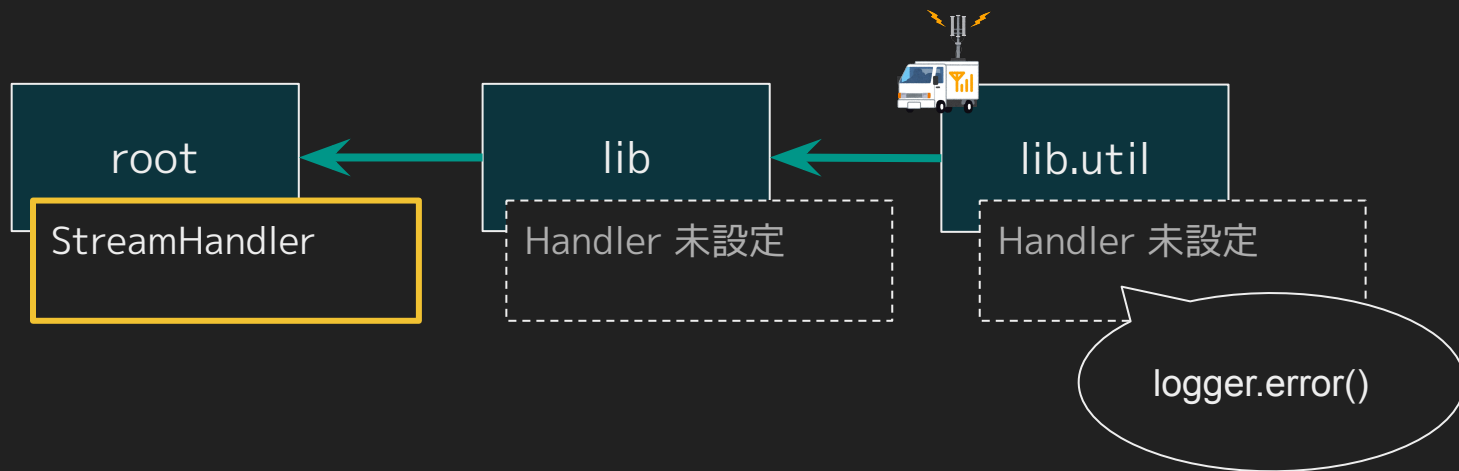 root
lib
lib.util
StreamHandler
Handler 未設定
Handler 未設定
logger.error()